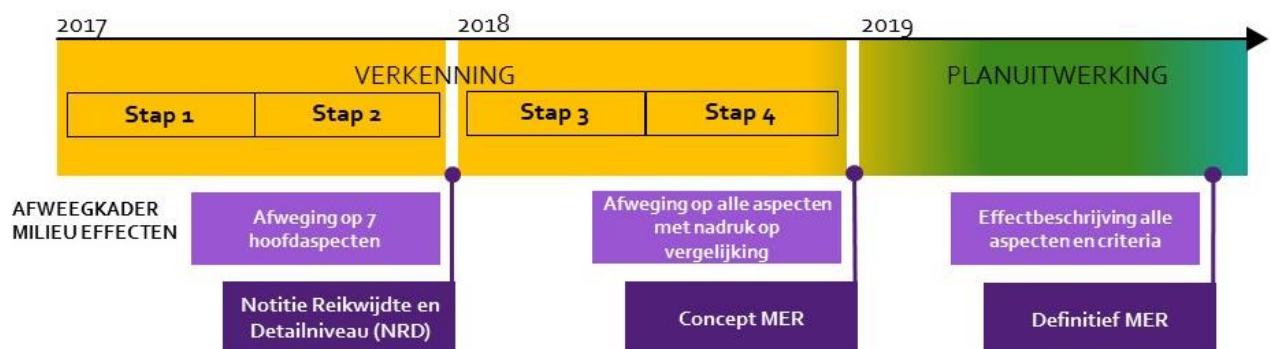 2017 2018 2019
VERKENNING PLANUITWERKING
Stap 1 Stap 2 Stap 3 Stap 4
AFWEEGKADER
MILIEU EFFECTEN
Afweging op 7
hoofdaspecten
Afweging op alle aspecten
met nadruk op
vergelijking
Effectbeschrijving alle
aspecten en criteria
Notitie Reikwijdte en
Detailniveau (NRD)
Concept MER
Definitief MER